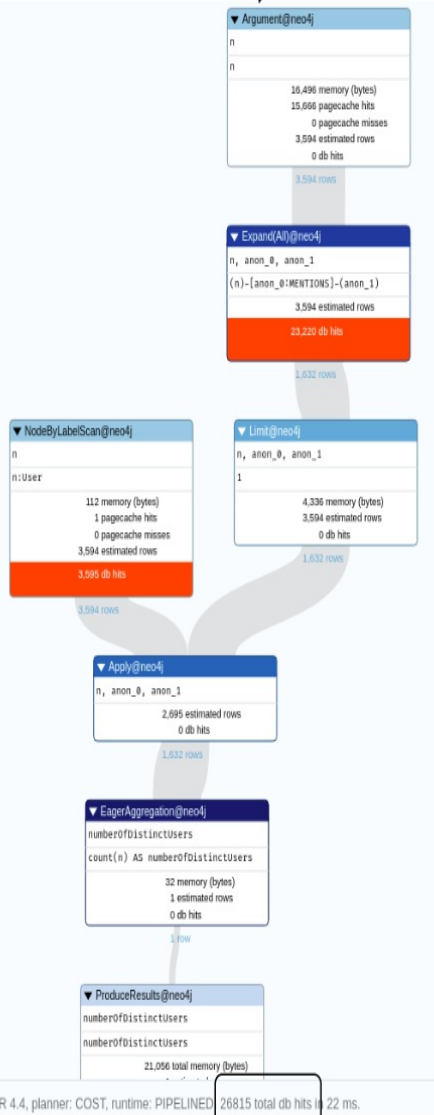 ▼ Argument@neo4j
n
n
16,496 memory (bytes)
15,666 pagecache hits
0 pagecache misses
3,594 estimated rows
0 db hits
3,594 rows
▼ Expand(All)@neo4j
n, anon_0, anon_1
(n)-[anon_0:MENTIONS]-(anon_1)
3,594 estimated rows
23,220 db hits
1,632 rows
▼ NodeByLabelScan@neo4j
n
n:User
112 memory (bytes)
1 pagecache hits
0 pagecache misses
3,594 estimated rows
3,595 db hits
3,594 rows
▼ Limit@neo4j
n, anon_0, anon_1
1
4,336 memory (bytes)
3,594 estimated rows
0 db hits
1,632 rows
▼ Apply@neo4j
n, anon_0, anon_1
2,695 estimated rows
0 db hits
1,632 rows
▼ EagerAggregation@neo4j
numberOfDistinctUsers
count(n) AS numberOfDistinctUsers
32 memory (bytes)
1 estimated rows
0 db hits
1 row
▼ ProduceResults@neo4j
numberOfDistinctUsers
numberOfDistinctUsers
21,056 total memory (bytes)
R 4.4, planner: COST, runtime: PIPELINED. 26815 total db hits in 22 ms.